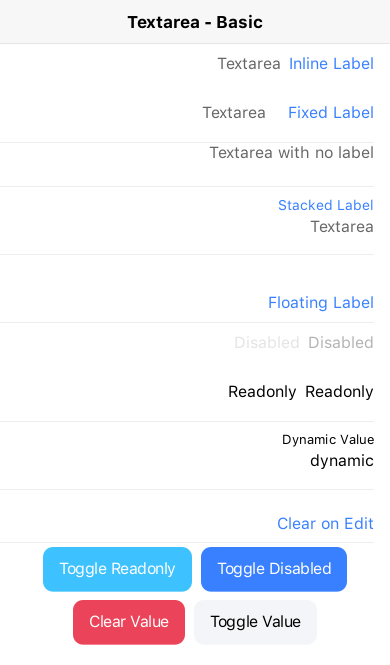 Textarea - Basic
Textarea Inline Label
Textarea Fixed Label
Textarea with no label
Stacked Label
Textarea
Floating Label
Disabled Disabled
Readonly Readonly
Dynamic Value
dynamic
Clear on Edit
Toggle Readonly Toggle Disabled
Clear Value Toggle Value